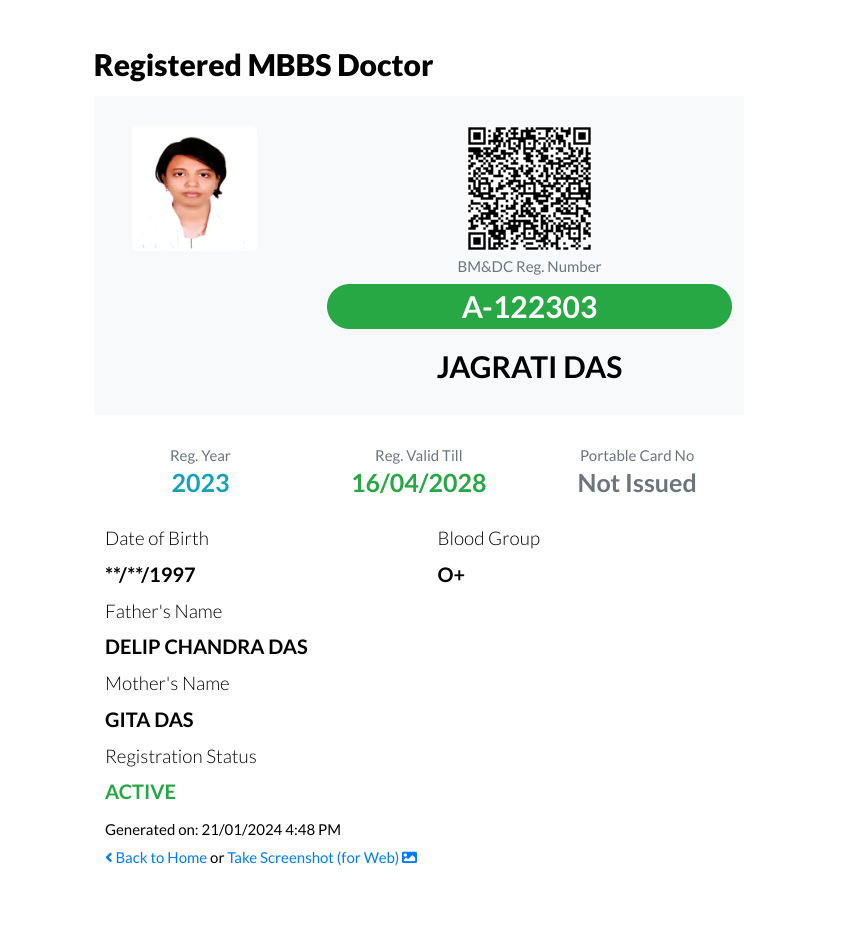 Registered MBBS Doctor
BM&DC Reg. Number
A-122303
JAGRATI DAS
Reg. Year
2023
Reg. Valid Till
16/04/2028
Portable Card No
Not Issued
Date of Birth
**/**/1997
Blood Group
O+
Father's Name
DELIP CHANDRA DAS
Mother's Name
GITA DAS
Registration Status
ACTIVE
Generated on: 21/01/2024 4:48 PM
Back to Home or Take Screenshot (for Web)